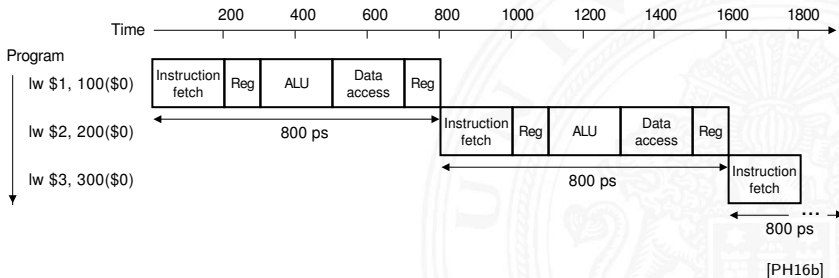 200 400 600 800 1000 1200 1400 1600 1800
Time
Program
lw $1, 100($0)
Instruction fetch
Reg
ALU
Data access
Reg
800 ps
lw $2, 200($0)
Instruction fetch
Reg
ALU
Data access
Reg
800 ps
lw $3, 300($0)
Instruction fetch
...
800 ps
[PH16b]